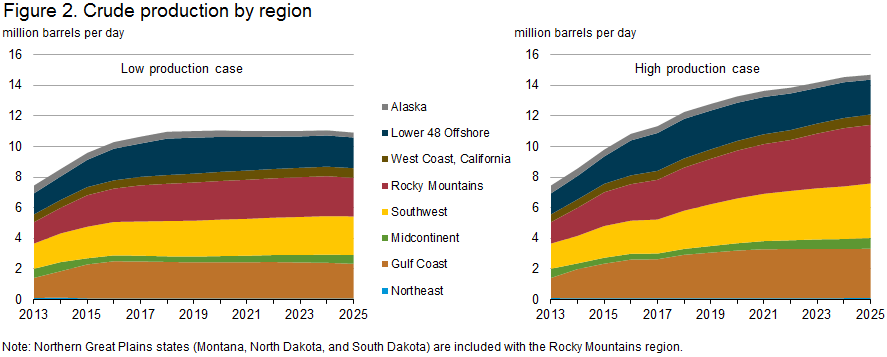 Figure 2. Crude production by region
million barrels per day
million barrels per day
Low production case
High production case
16
14
12
10
8
6
4
2
0
2013 2015 2017 2019 2021 2023 2025
Alaska
Lower 48 Offshore
West Coast, California
Rocky Mountains
Southwest
Midcontinent
Gulf Coast
Northeast
16
14
12
10
8
6
4
2
0
2013 2015 2017 2019 2021 2023 2025
Note: Northern Great Plains states (Montana, North Dakota, and South Dakota) are included with the Rocky Mountains region.